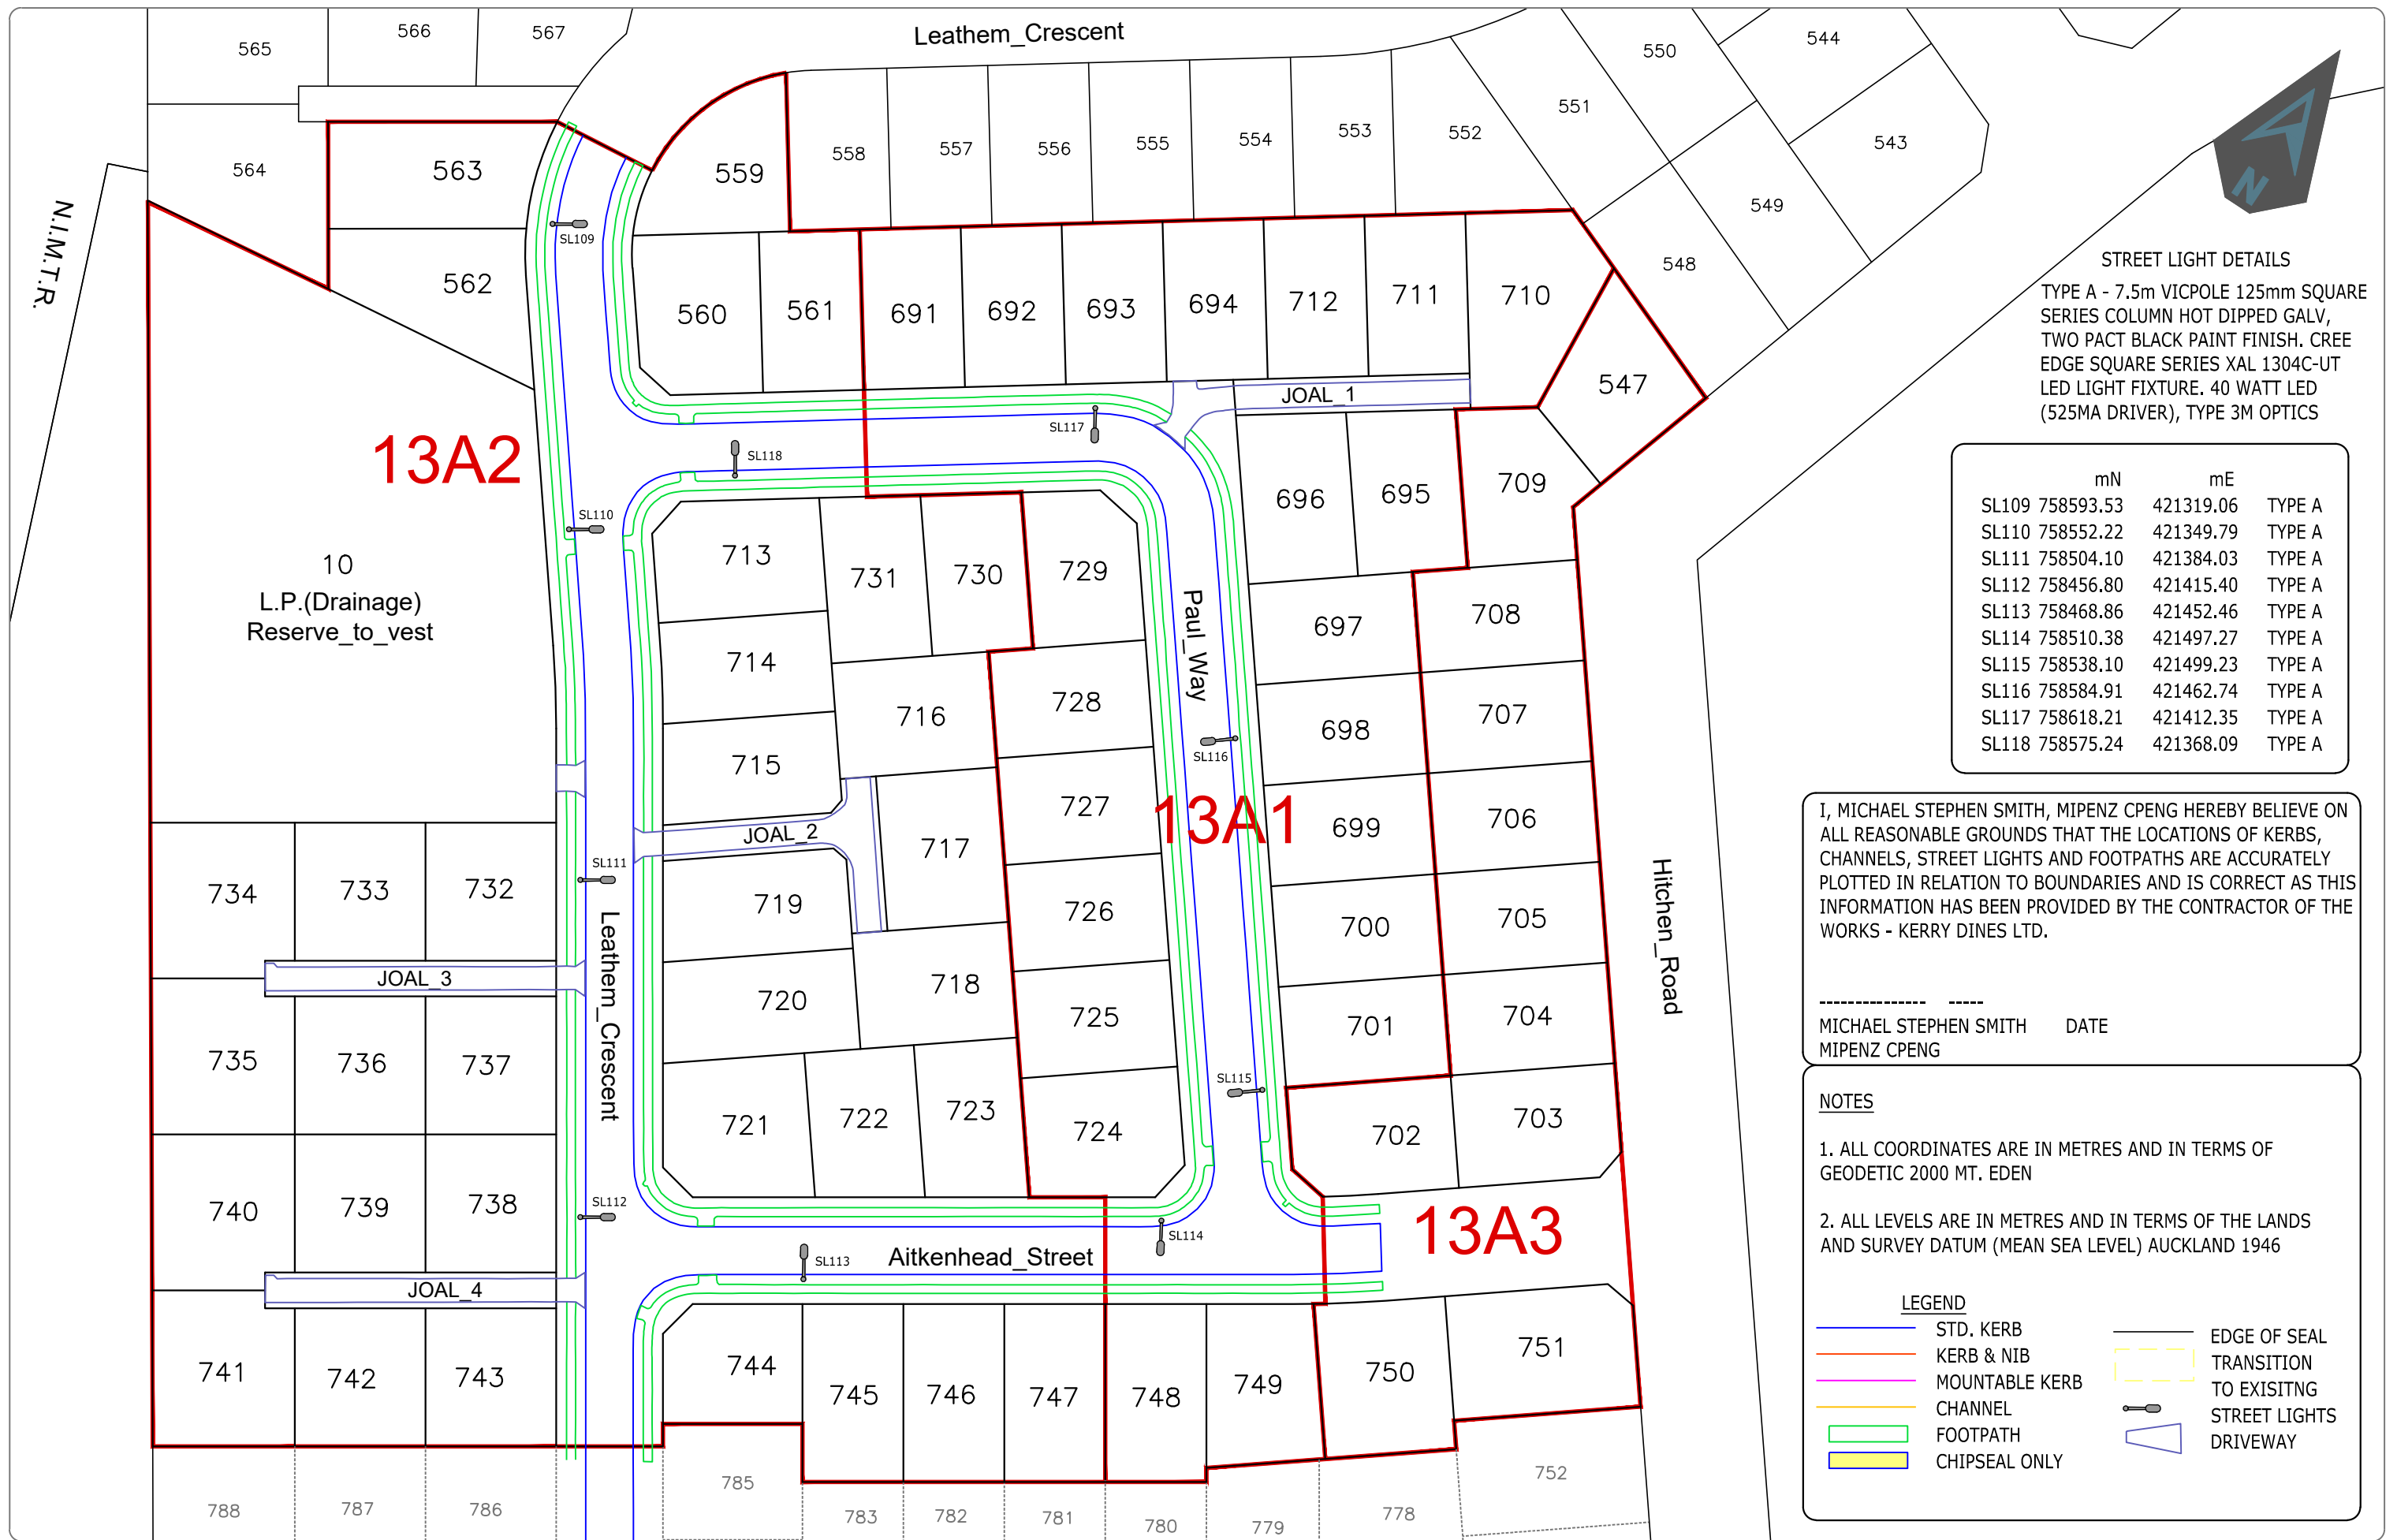 Leathem_Crescent
565
566
567
564
563
559
558
557
556
555
554
553
552
551
550
544
543
549
548
N.I.M.T.R.
N
562
SL109
560
561
691
692
693
694
712
711
710
547
JOAL_1
SL117
SL118
13A2
SL110
696
695
709
10
L.P.(Drainage)
Reserve_to_vest
713
731
730
729
714
716
728
715
JOAL_2
717
727
Paul_Way
697
708
698
707
SL116
13A1
699
706
734
733
732
SL111
719
726
700
705
JOAL_3
Leathem_Crescent
720
718
725
701
704
Hitchen_Road
735
736
737
721
722
723
724
SL115
702
703
740
739
738
SL112
SL113
Aitkenhead_Street
SL114
13A3
JOAL_4
741
742
743
744
745
746
747
748
749
750
751
788
787
786
785
783
782
781
780
779
778
752
STREET LIGHT DETAILS
TYPE A - 7.5m VICPOLE 125mm SQUARE
SERIES COLUMN HOT DIPPED GALV,
TWO PACT BLACK PAINT FINISH. CREE
EDGE SQUARE SERIES XAL 1304C-UT
LED LIGHT FIXTURE. 40 WATT LED
(525MA DRIVER), TYPE 3M OPTICS
mN mE
SL109 758593.53 421319.06 TYPE A
SL110 758552.22 421349.79 TYPE A
SL111 758504.10 421384.03 TYPE A
SL112 758456.80 421415.40 TYPE A
SL113 758468.86 421452.46 TYPE A
SL114 758510.38 421497.27 TYPE A
SL115 758538.10 421499.23 TYPE A
SL116 758584.91 421462.74 TYPE A
SL117 758618.21 421412.35 TYPE A
SL118 758575.24 421368.09 TYPE A
I, MICHAEL STEPHEN SMITH, MIPENZ CPENG HEREBY BELIEVE ON
ALL REASONABLE GROUNDS THAT THE LOCATIONS OF KERBS,
CHANNELS, STREET LIGHTS AND FOOTPATHS ARE ACCURATELY
PLOTTED IN RELATION TO BOUNDARIES AND IS CORRECT AS THIS
INFORMATION HAS BEEN PROVIDED BY THE CONTRACTOR OF THE
WORKS - KERRY DINES LTD.
--------------- -----
MICHAEL STEPHEN SMITH DATE
MIPENZ CPENG
NOTES
1. ALL COORDINATES ARE IN METRES AND IN TERMS OF
GEODETIC 2000 MT. EDEN
2. ALL LEVELS ARE IN METRES AND IN TERMS OF THE LANDS
AND SURVEY DATUM (MEAN SEA LEVEL) AUCKLAND 1946
LEGEND
STD. KERB
KERB & NIB
MOUNTABLE KERB
CHANNEL
FOOTPATH
CHIPSEAL ONLY
EDGE OF SEAL
TRANSITION
TO EXISITNG
STREET LIGHTS
DRIVEWAY